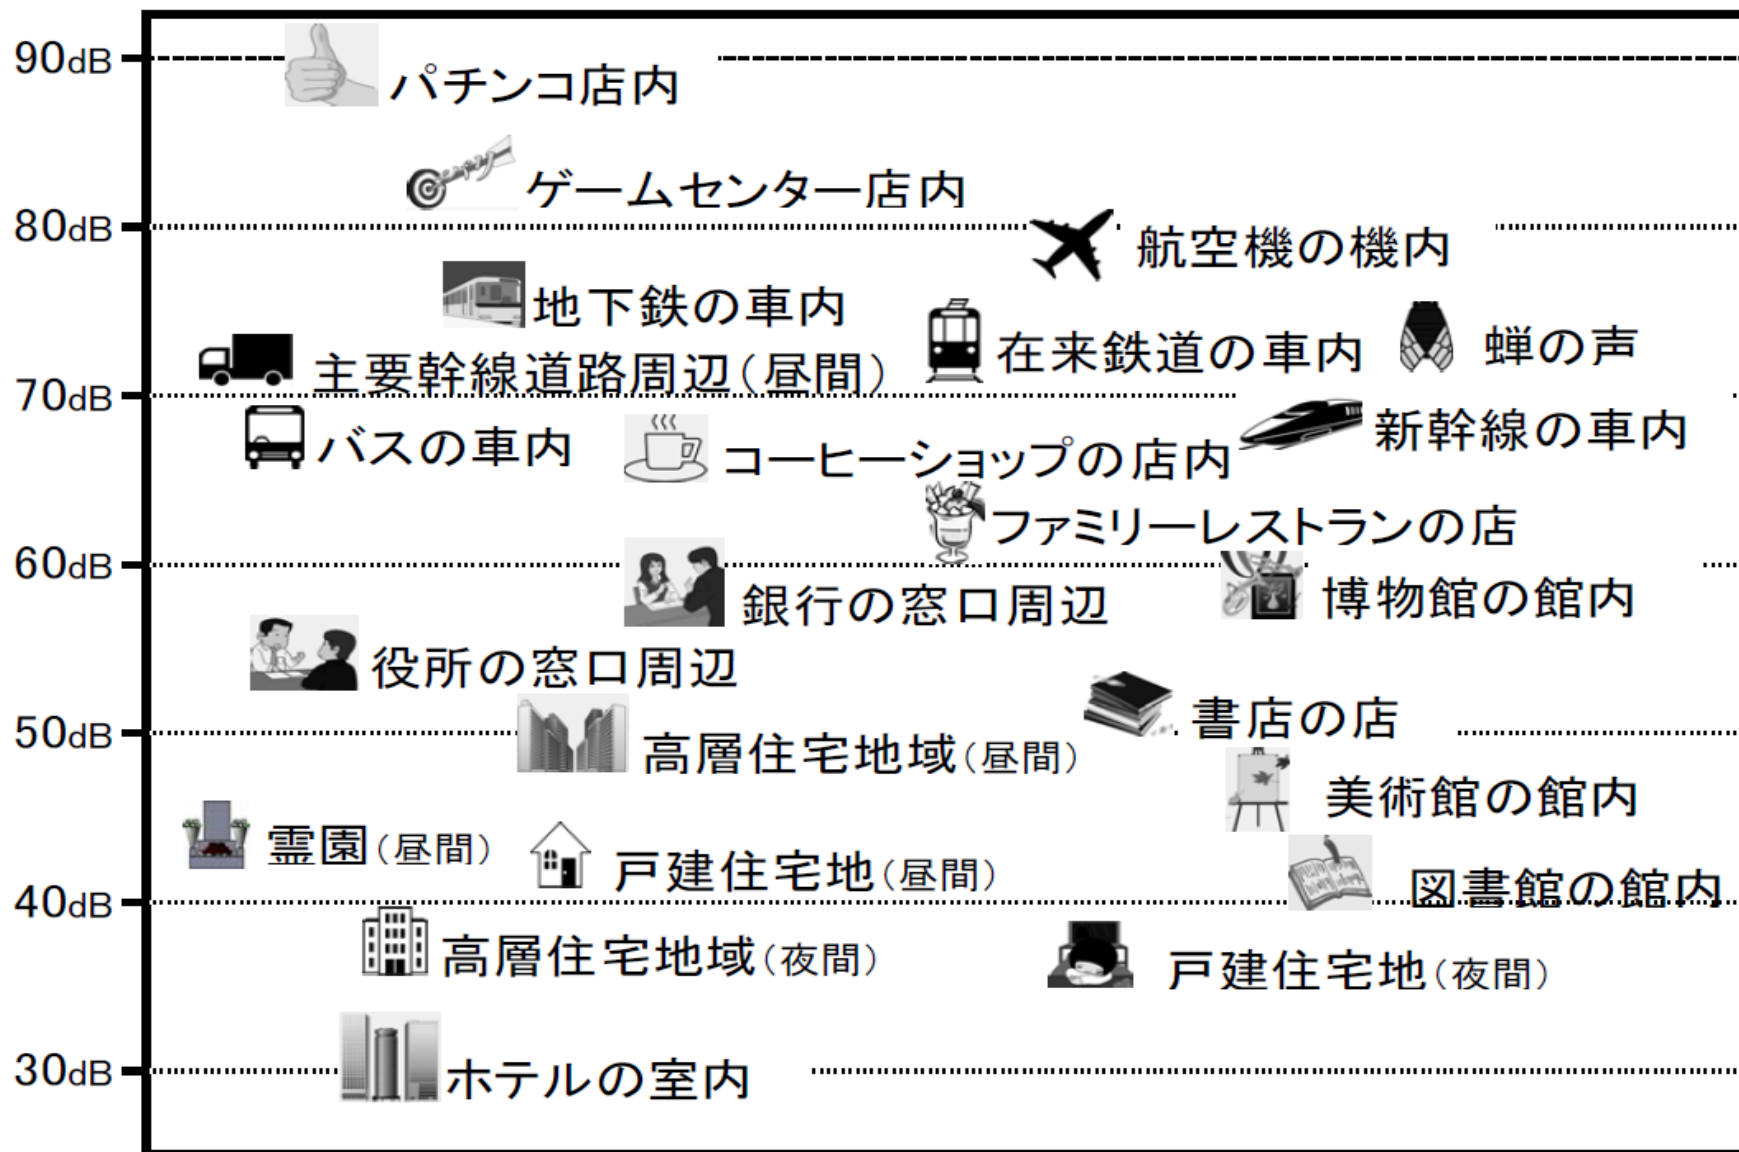 90dB
パチンコ店内
ゲームセンター店内
80dB
航空機の機内
地下鉄の車内
在来鉄道の車内
蝉の声
主要幹線道路周辺(昼間)
70dB
バスの車内
コーヒーショップの店内
新幹線の車内
ファミリーレストランの店
60dB
銀行の窓口周辺
博物館の館内
役所の窓口周辺
書店の店
50dB
高層住宅地域(昼間)
美術館の館内
霊園(昼間)
戸建住宅地(昼間)
図書館の館内
40dB
高層住宅地域(夜間)
戸建住宅地(夜間)
30dB
ホテルの室内